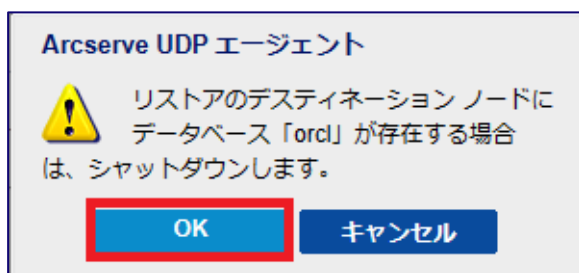 Arcserve UDP エージェント
リストアのデスティネーション ノードに
データベース「orcl」が存在する場合
は、シャットダウンします。
OK
キャンセル